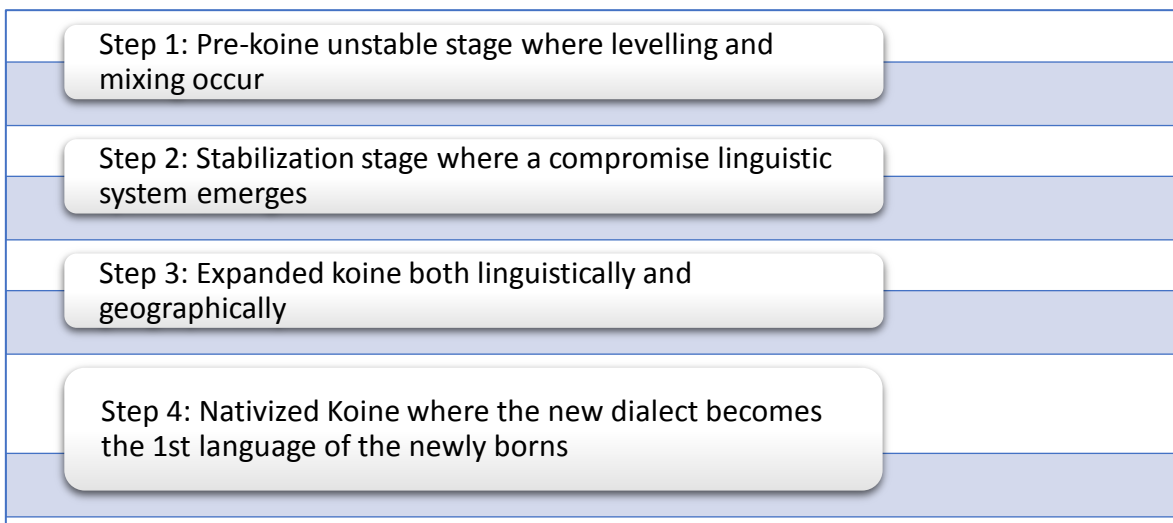 Step 1: Pre-koine unstable stage where levelling and
mixing occur
Step 2: Stabilization stage where a compromise linguistic
system emerges
Step 3: Expanded koine both linguistically and
geographically
Step 4: Nativized Koine where the new dialect becomes
the 1st language of the newly borns